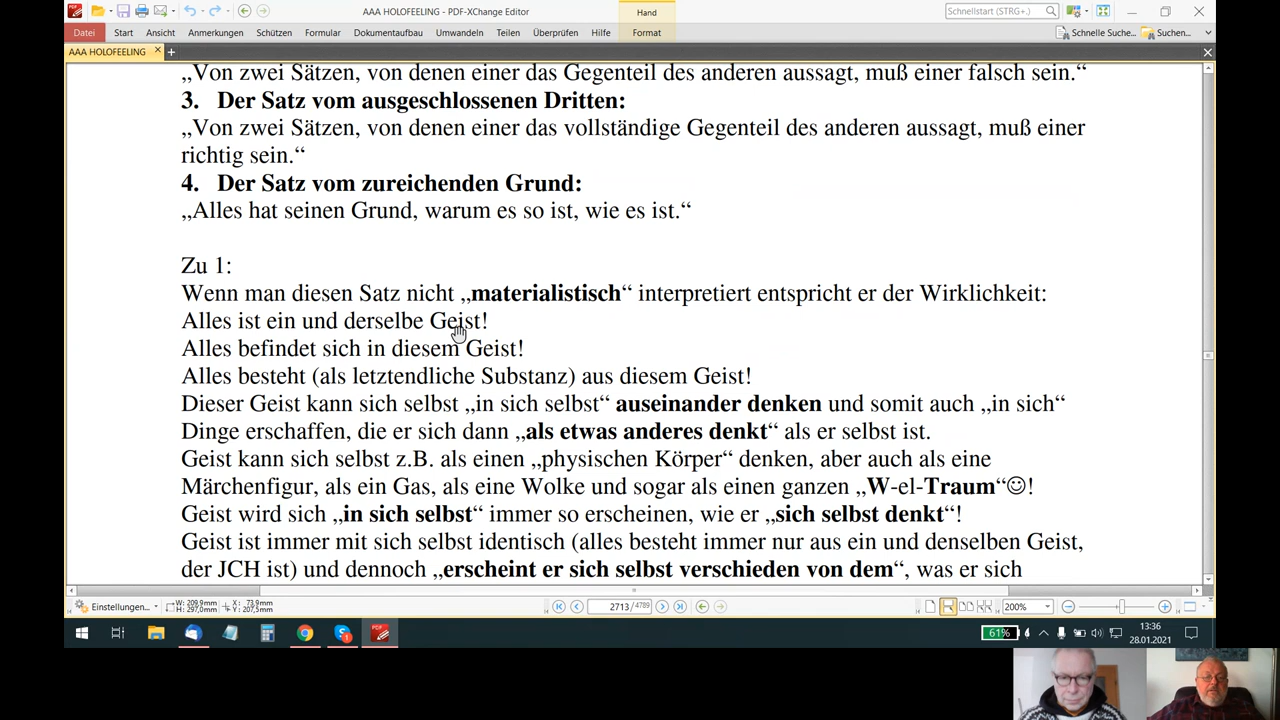 AAA HOLOFEELING - PDF-XChange Editor
Hand
Schnellstart (STRG+.)
Datei Start Ansicht Anmerkungen Schützen Formular Dokumentaufbau Umwandeln Teilen Überprüfen Hilfe Format Schnelle Suche... Suchen...
AAA HOLOFEELING
„Von zwei Sätzen, von denen einer das Gegenteil des anderen aussagt, muß einer falsch sein.“
3. Der Satz vom ausgeschlossenen Dritten:
„Von zwei Sätzen, von denen einer das vollständige Gegenteil des anderen aussagt, muß einer
richtig sein.“
4. Der Satz vom zureichenden Grund:
„Alles hat seinen Grund, warum es so ist, wie es ist.“
Zu 1:
Wenn man diesen Satz nicht „materialistisch“ interpretiert entspricht er der Wirklichkeit:
Alles ist ein und derselbe Geist!
Alles befindet sich in diesem Geist!
Alles besteht (als letztendliche Substanz) aus diesem Geist!
Dieser Geist kann sich selbst „in sich selbst“ auseinander denken und somit auch „in sich“
Dinge erschaffen, die er sich dann „als etwas anderes denkt“ als er selbst ist.
Geist kann sich selbst z.B. als einen „physischen Körper“ denken, aber auch als eine
Märchenfigur, als ein Gas, als eine Wolke und sogar als einen ganzen „W-el-Traum“☺!
Geist wird sich „in sich selbst“ immer so erscheinen, wie er „sich selbst denkt“!
Geist ist immer mit sich selbst identisch (alles besteht immer nur aus ein und denselben Geist,
der JCH ist) und dennoch „erscheint er sich selbst verschieden von dem“, was er sich
Einstellungen... W: 209.9mm X: 73.9mm 2713 / 4789 200%
H: 297.0mm Y: 207.5mm
61% 13:36
28.01.2021